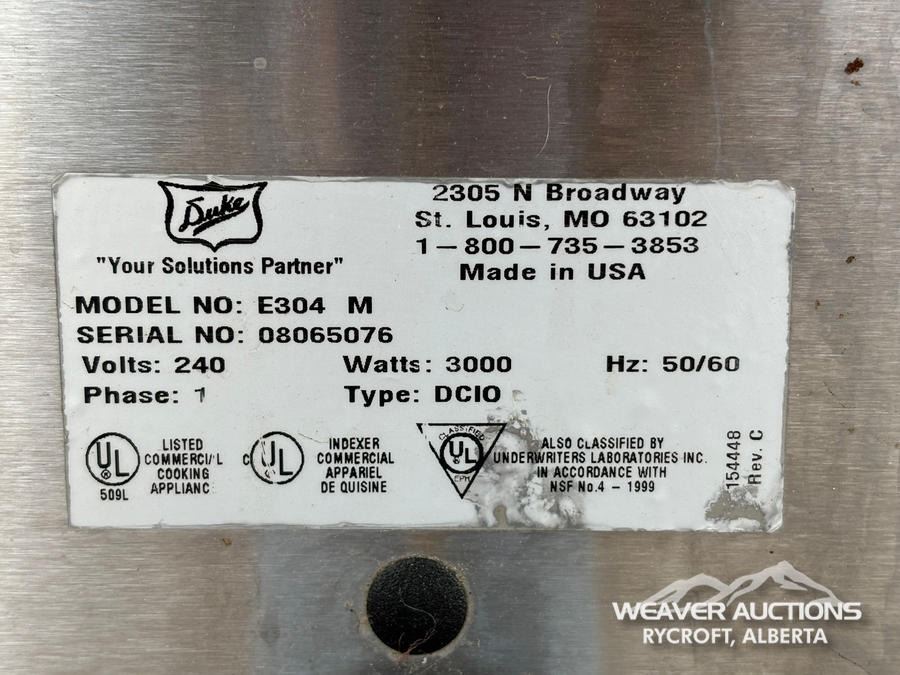 Duke
"Your Solutions Partner"
2305 N Broadway
St. Louis, MO 63102
1-800-735-3853
Made in USA
MODEL NO: E304 M
SERIAL NO: 08065076
Volts: 240 Watts: 3000 Hz: 50/60
Phase: 1 Type: DCIO
UL
509L
LISTED
COMMERCI/'L
COOKING
APPLIANC
C UL
INDEXER
COMMERCIAL
APPARIEL
DE QUISINE
CLASSIFIED
UL
EPH
ALSO CLASSIFIED BY
UNDERWRITERS LABORATORIES INC.
IN ACCORDANCE WITH
NSF No.4 - 1999
154448
Rev. C
WEAVER AUCTIONS
RYCROFT, ALBERTA